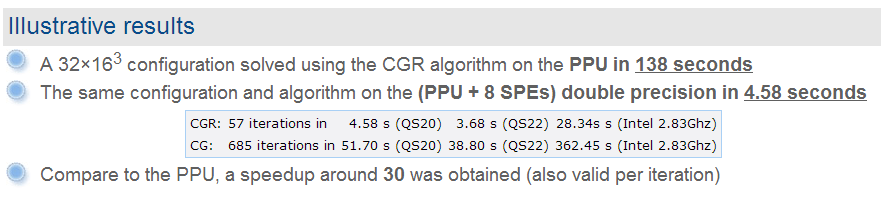 Illustrative results
A 32×16³ configuration solved using the CGR algorithm on the PPU in 138 seconds
The same configuration and algorithm on the (PPU + 8 SPEs) double precision in 4.58 seconds
CGR: 57 iterations in 4.58 s (QS20) 3.68 s (QS22) 28.34s s (Intel 2.83Ghz)
CG: 685 iterations in 51.70 s (QS20) 38.80 s (QS22) 362.45 s (Intel 2.83Ghz)
Compare to the PPU, a speedup around 30 was obtained (also valid per iteration)